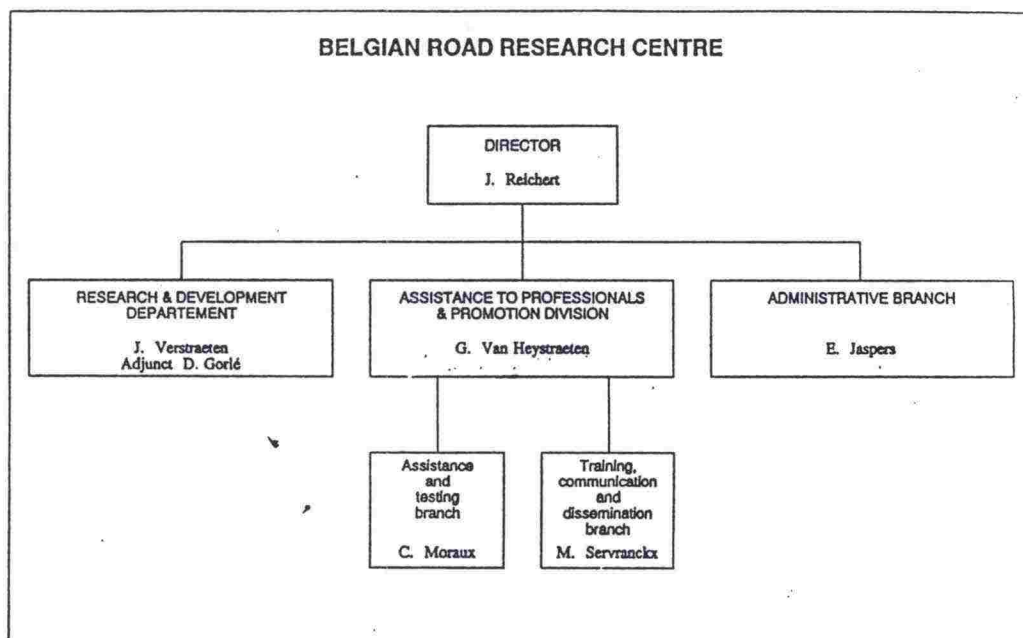 BELGIAN ROAD RESEARCH CENTRE
DIRECTOR
J. Reichert
RESEARCH & DEVELOPMENT
DEPARTEMENT
J. Verstraeten
Adjunct D. Gorlé
ASSISTANCE TO PROFESSIONALS
& PROMOTION DIVISION
G. Van Heystraeten
ADMINISTRATIVE BRANCH
E. Jaspers
Assistance
and
testing
branch
C. Moraux
Training,
communication
and
dissemination
branch
M. Servranckx